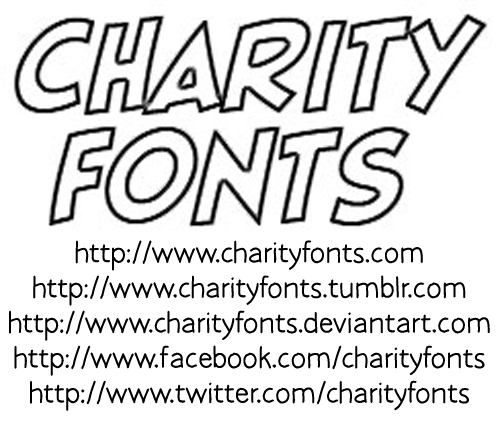 CHARITY
FONTS
http://www.charityfonts.com
http://www.charityfonts.tumblr.com
http://www.charityfonts.deviantart.com
http://www.facebook.com/charityfonts
http://www.twitter.com/charityfonts